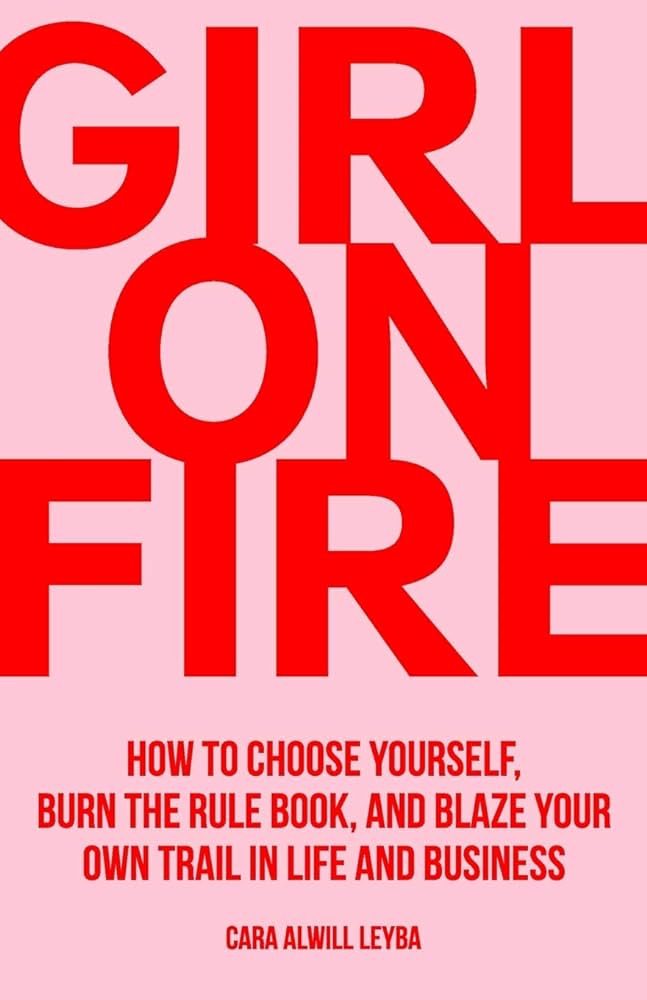 GIRL
ON
FIRE
HOW TO CHOOSE YOURSELF,
BURN THE RULE BOOK, AND BLAZE YOUR
OWN TRAIL IN LIFE AND BUSINESS
CARA ALWILL LEYBA